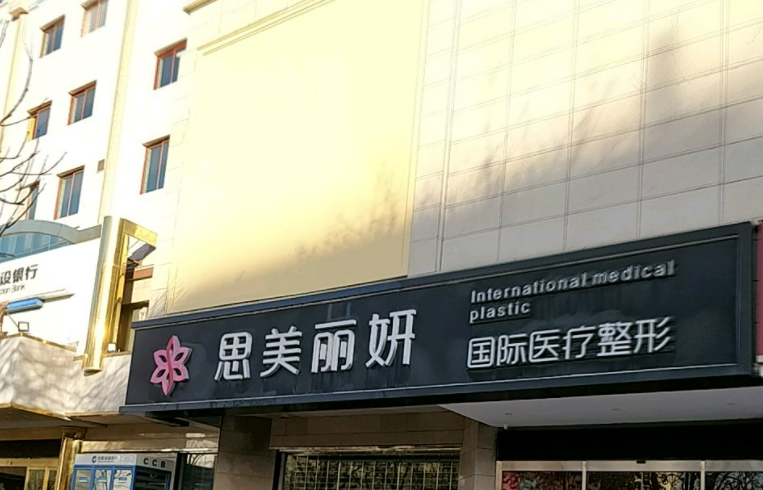 设银行
思美丽妍
International medical
plastic
国际医疗整形
CCB